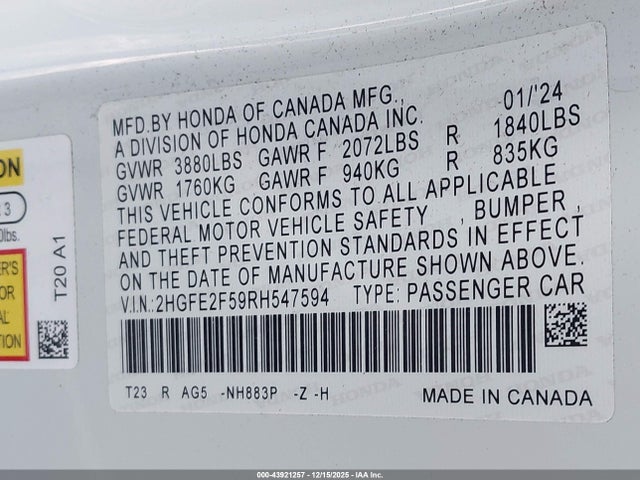 MFD.BY HONDA OF CANADA MFG., 01/'24
A DIVISION OF HONDA CANADA INC.
GVWR 3880LBS GAWR F 2072LBS R 1840LBS
GVWR 1760KG GAWR F 940KG R 835KG
THIS VEHICLE CONFORMS TO ALL APPLICABLE
FEDERAL MOTOR VEHICLE SAFETY , BUMPER ,
AND THEFT PREVENTION STANDARDS IN EFFECT
ON THE DATE OF MANUFACTURE SHOWN ABOVE.
V.I.N.:2HGFE2F59RH547594 TYPE: PASSENGER CAR
T23 R AG5 -NH883P -Z -H MADE IN CANADA
T20 A1
000-43921257 - 12/15/2025 - IAA Inc.